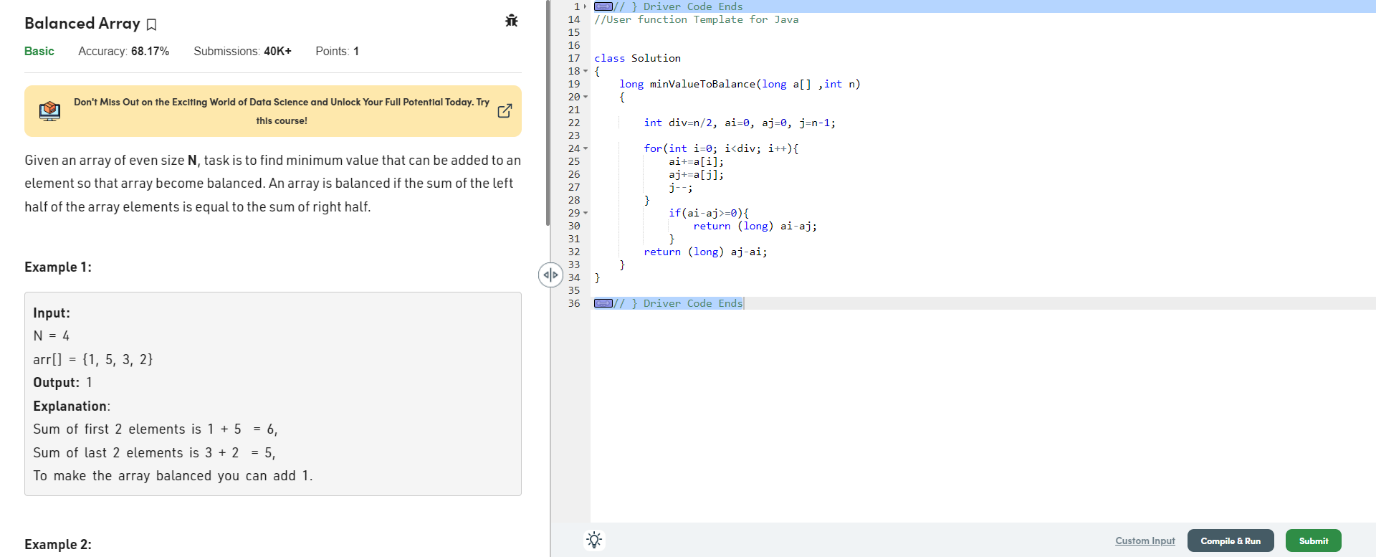 Balanced Array
Basic Accuracy: 68.17% Submissions: 40K+ Points: 1
Don't Miss Out on the Exciting World of Data Science and Unlock Your Full Potential Today. Try
this course!
Given an array of even size N, task is to find minimum value that can be added to an
element so that array become balanced. An array is balanced if the sum of the left
half of the array elements is equal to the sum of right half.
Example 1:
Input:
N = 4
arr[] = {1, 5, 3, 2}
Output: 1
Explanation:
Sum of first 2 elements is 1 + 5 = 6,
Sum of last 2 elements is 3 + 2 = 5,
To make the array balanced you can add 1.
Example 2:
1 // } Driver Code Ends
14 //User function Template for Java
15
16
17 class Solution
18 {
19 long minValueToBalance(long a[] ,int n)
20 {
21
22 int div=n/2, ai=0, aj=0, j=n-1;
23
24 for(int i=0; i<div; i++){
25 ai+=a[i];
26 aj+=a[j];
27 j--;
28 }
29 if(ai-aj>=0){
30 return (long) ai-aj;
31 }
32 return (long) aj-ai;
33 }
34 }
35
36 // } Driver Code Ends
Custom Input Compile & Run Submit